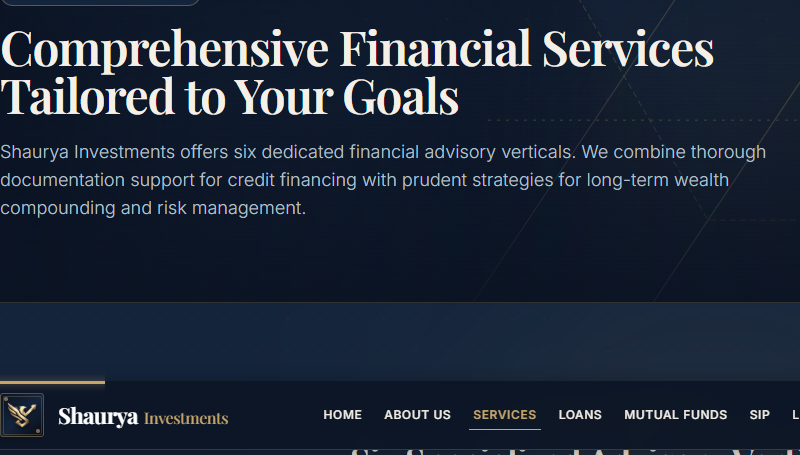 Comprehensive Financial Services
Tailored to Your Goals
Shaurya Investments offers six dedicated financial advisory verticals. We combine thorough
documentation support for credit financing with prudent strategies for long-term wealth
compounding and risk management.
Shaurya Investments HOME ABOUT US SERVICES LOANS MUTUAL FUNDS SIP